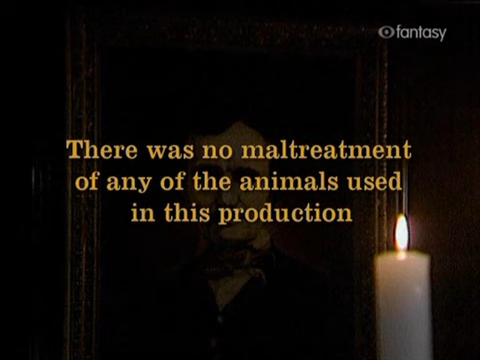 fantasy
There was no maltreatment
of any of the animals used
in this production